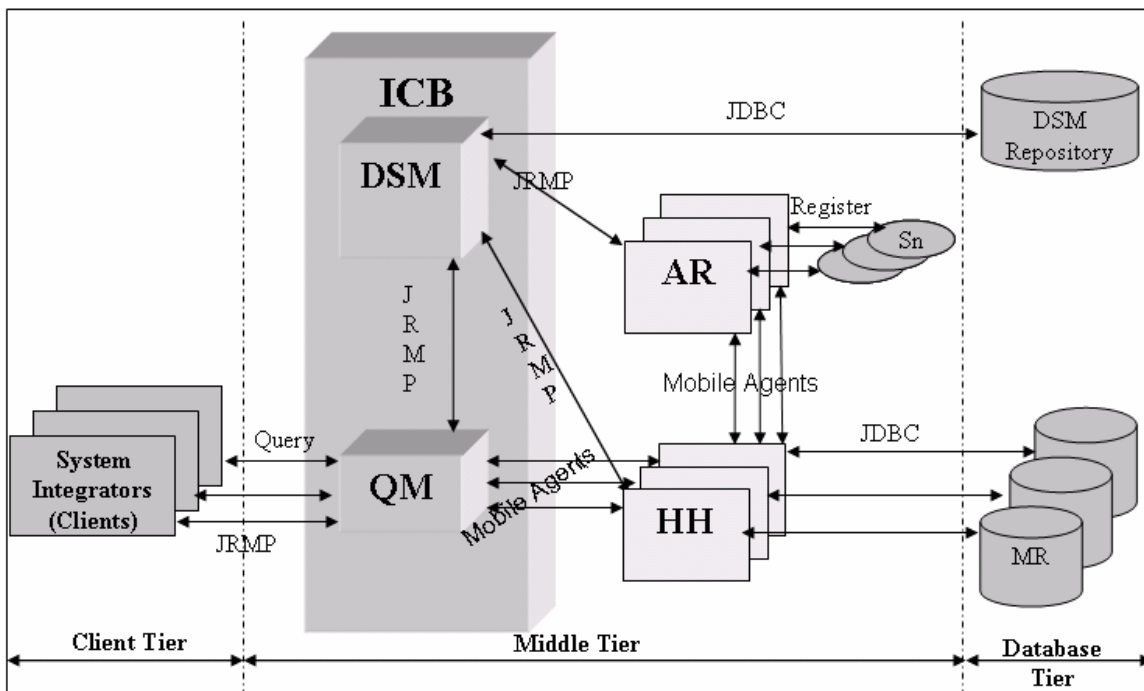 ICB
JDBC
DSM
Repository
DSM
JRMP
Register
Sn
AR
J
R
M
P
J
R
M
P
Mobile Agents
Query
JDBC
System
Integrators
(Clients)
QM
Mobile Agents
HH
MR
JRMP
Client Tier
Middle Tier
Database
Tier